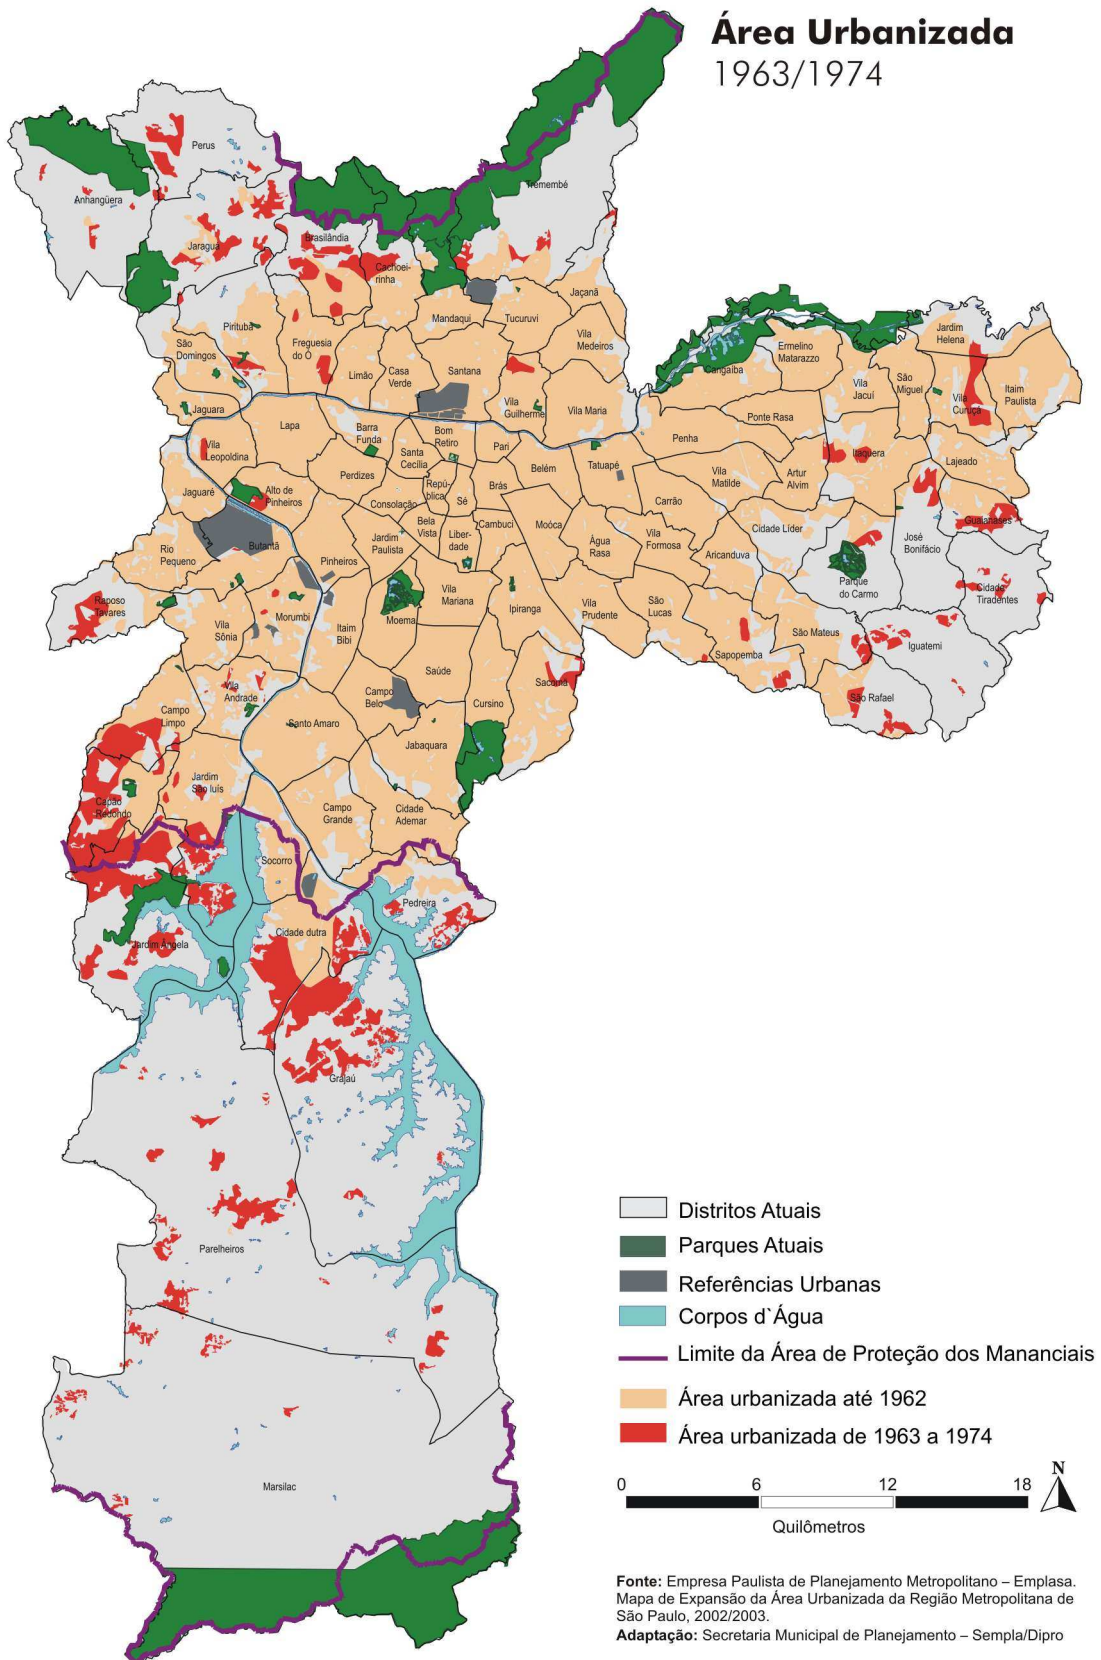 Área Urbanizada
1963/1974
Perus
Anhangüera
Tremembé
Jaraguá
Brasilândia
Cachoei-
rinha
Jaçanã
Mandaqui
Tucuruvi
Pirituba
Vila
Medeiros
São
Domingos
Freguesia
do Ó
Limão
Casa
Verde
Santana
Cangaíba
Ermelino
Matarazzo
Jardim
Helena
Vila
Jacuí
São
Miguel
Vila
Curuçá
Itaim
Paulista
Jaguara
Lapa
Barra
Funda
Bom
Retiro
Vila
Guilherme
Vila Maria
Ponte Rasa
Vila
Leopoldina
Perdizes
Santa
Cecília
Pari
Belém
Tatuapé
Penha
Itaquera
Lajeado
Jaguaré
Alto de
Pinheiros
Consolação
Repú-
blica
Sé
Brás
Vila
Matilde
Artur
Alvim
Carrão
Butantã
Jardim
Paulista
Bela
Vista
Liber-
dade
Cambuci
Moóca
Água
Rasa
Vila
Formosa
Aricanduva
Cidade Líder
José
Bonifácio
Guaianases
Rio
Pequeno
Pinheiros
Parque
do Carmo
Cidade
Tiradentes
Raposo
Tavares
Vila
Sônia
Morumbi
Itaim
Bibi
Moema
Vila
Mariana
Ipiranga
Vila
Prudente
São
Lucas
Sapopemba
São Mateus
Iguatemi
Vila
Andrade
Campo
Belo
Saúde
Cursino
Sacomã
São Rafael
Campo
Limpo
Santo Amaro
Jabaquara
Jardim
São luís
Capão
Redondo
Campo
Grande
Cidade
Ademar
Socorro
Pedreira
Cidade dutra
Jardim Ângela
Grajaú
Parelheiros
Marsilac
Distritos Atuais
Parques Atuais
Referências Urbanas
Corpos d`Água
Limite da Área de Proteção dos Mananciais
Área urbanizada até 1962
Área urbanizada de 1963 a 1974
0 6 12 18
N
Quilômetros
Fonte: Empresa Paulista de Planejamento Metropolitano – Emplasa.
Mapa de Expansão da Área Urbanizada da Região Metropolitana de
São Paulo, 2002/2003.
Adaptação: Secretaria Municipal de Planejamento – Sempla/Dipro